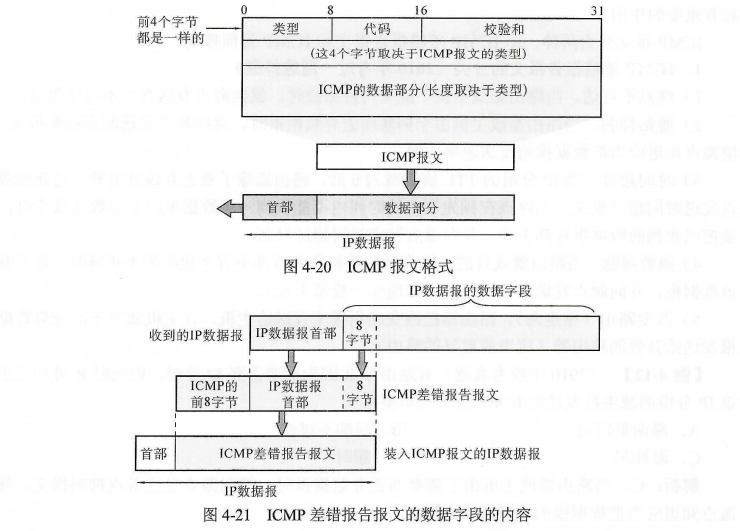 0 8 16 31
前4个字节
都是一样的
类型 代码 校验和
(这4个字节取决于ICMP报文的类型)
ICMP的数据部分(长度取决于类型)
ICMP报文
首部 数据部分
IP数据报
图 4-20 ICMP 报文格式
IP数据报的数据字段
收到的IP数据报 IP数据报首部 8
字节
ICMP的
前8字节
IP数据报
首部
8
字节
ICMP差错报告报文
首部 ICMP差错报告报文 装入ICMP报文的IP数据报
IP数据报
图 4-21 ICMP 差错报告报文的数据字段的内容